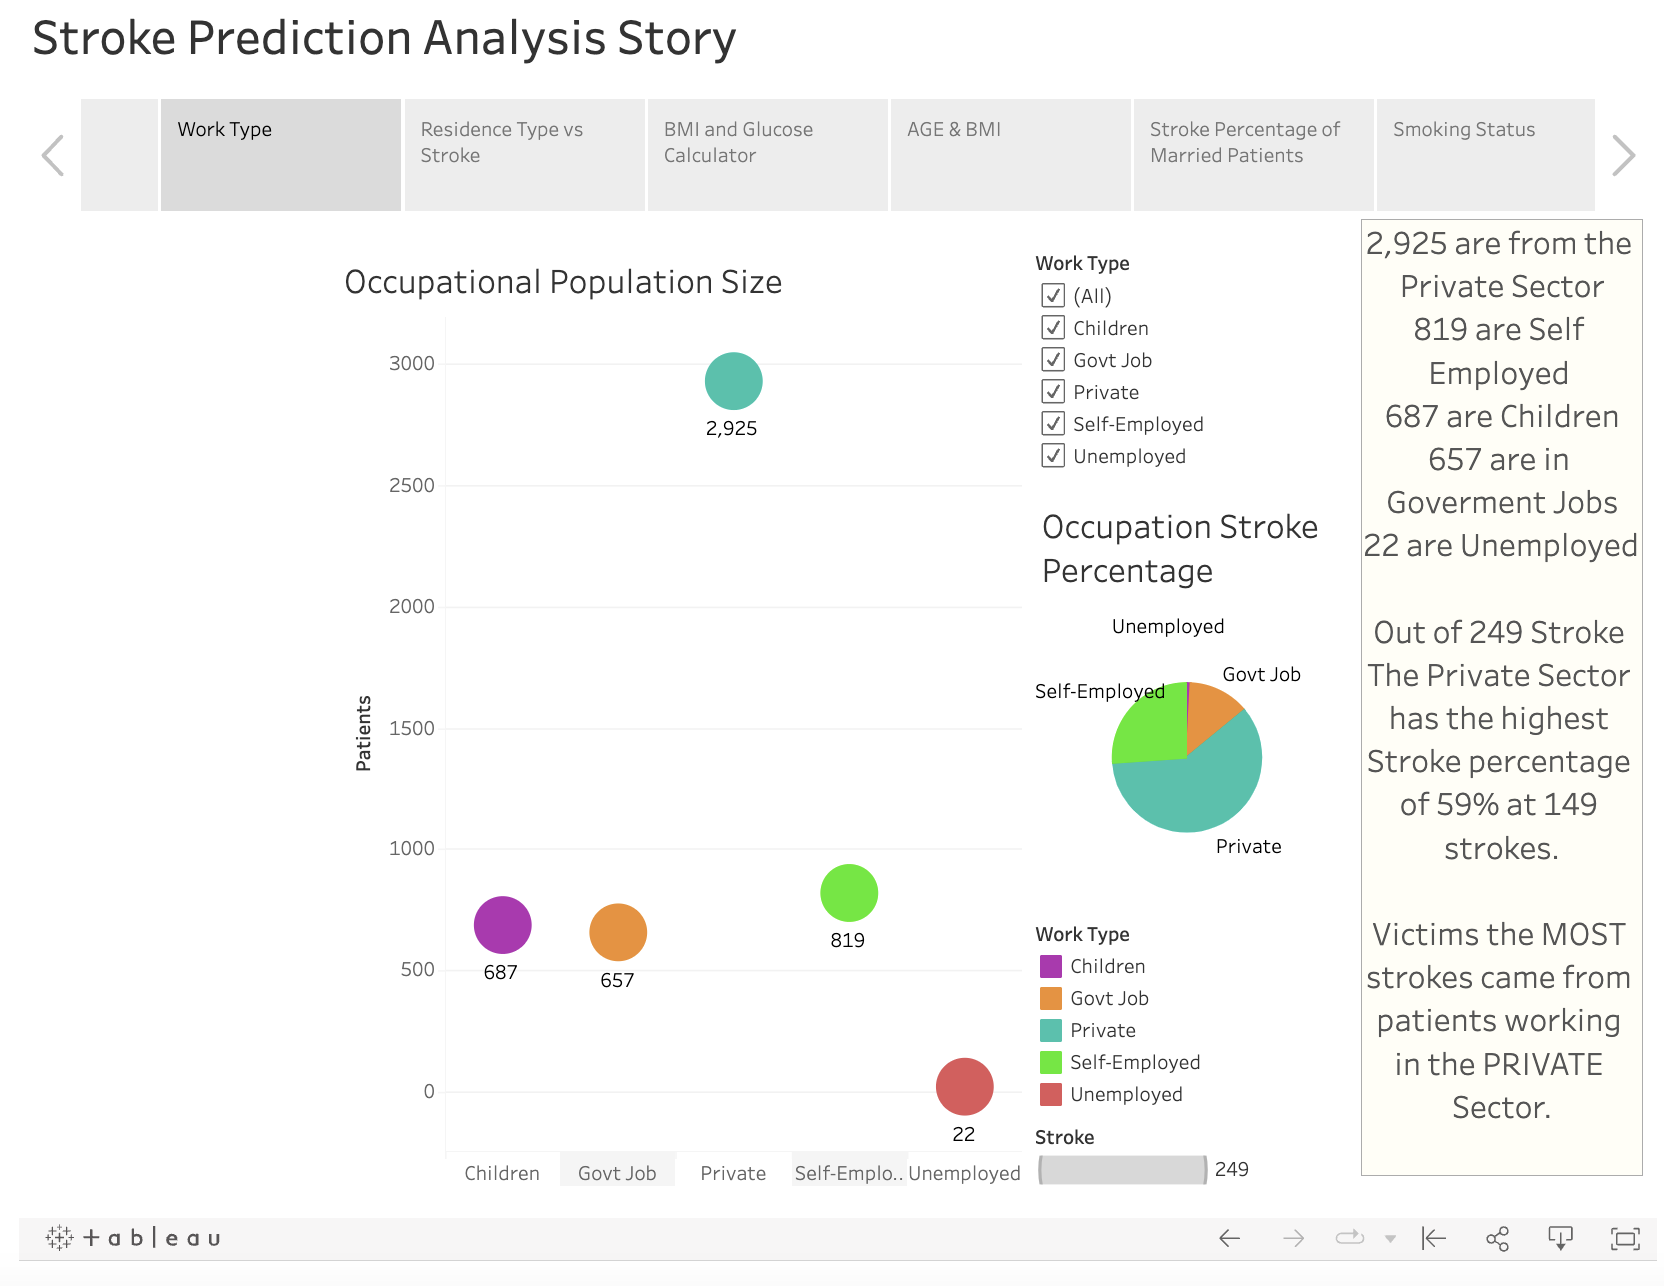 Stroke Prediction Analysis Story
Work Type
Residence Type vs
Stroke
BMI and Glucose
Calculator
AGE & BMI
Stroke Percentage of
Married Patients
Smoking Status
Occupational Population Size
Patients
3000
2500
2000
1500
1000
500
0
2,925
687
657
819
22
Children
Govt Job
Private
Self-Emplo..
Unemployed
Work Type
(All)
Children
Govt Job
Private
Self-Employed
Unemployed
Occupation Stroke
Percentage
Unemployed
Govt Job
Self-Employed
Private
Work Type
Children
Govt Job
Private
Self-Employed
Unemployed
Stroke
249
2,925 are from the
Private Sector
819 are Self
Employed
687 are Children
657 are in
Goverment Jobs
22 are Unemployed
Out of 249 Stroke
The Private Sector
has the highest
Stroke percentage
of 59% at 149
strokes.
Victims the MOST
strokes came from
patients working
in the PRIVATE
Sector.
+ableau